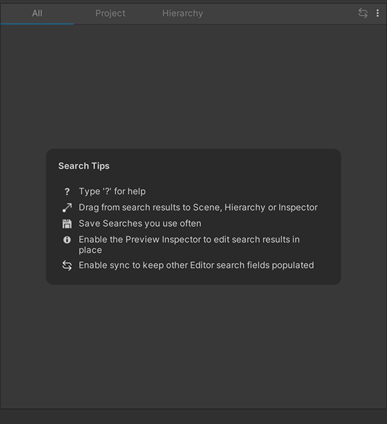 All Project Hierarchy
Search Tips
? Type '?' for help
Drag from search results to Scene, Hierarchy or Inspector
Save Searches you use often
Enable the Preview Inspector to edit search results in
place
Enable sync to keep other Editor search fields populated